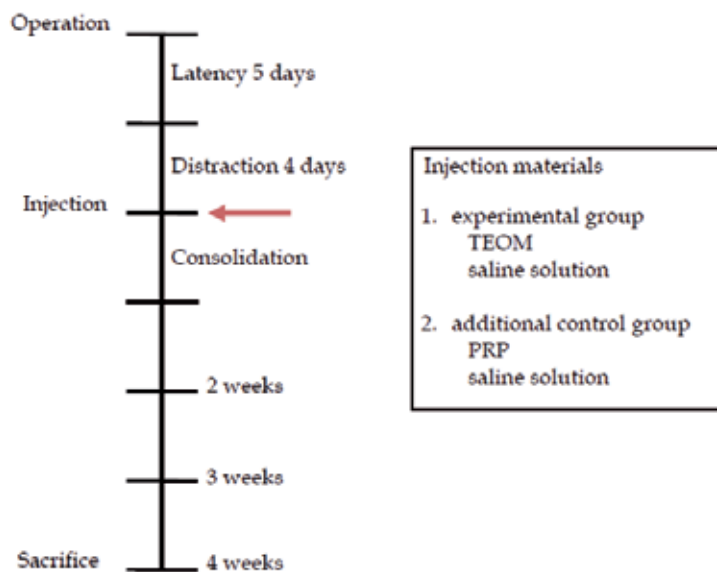 Operation
Latency 5 days
Distraction 4 days
Injection
Consolidation
2 weeks
3 weeks
Sacrifice
4 weeks
Injection materials
1. experimental group
TEOM
saline solution
2. additional control group
PRP
saline solution